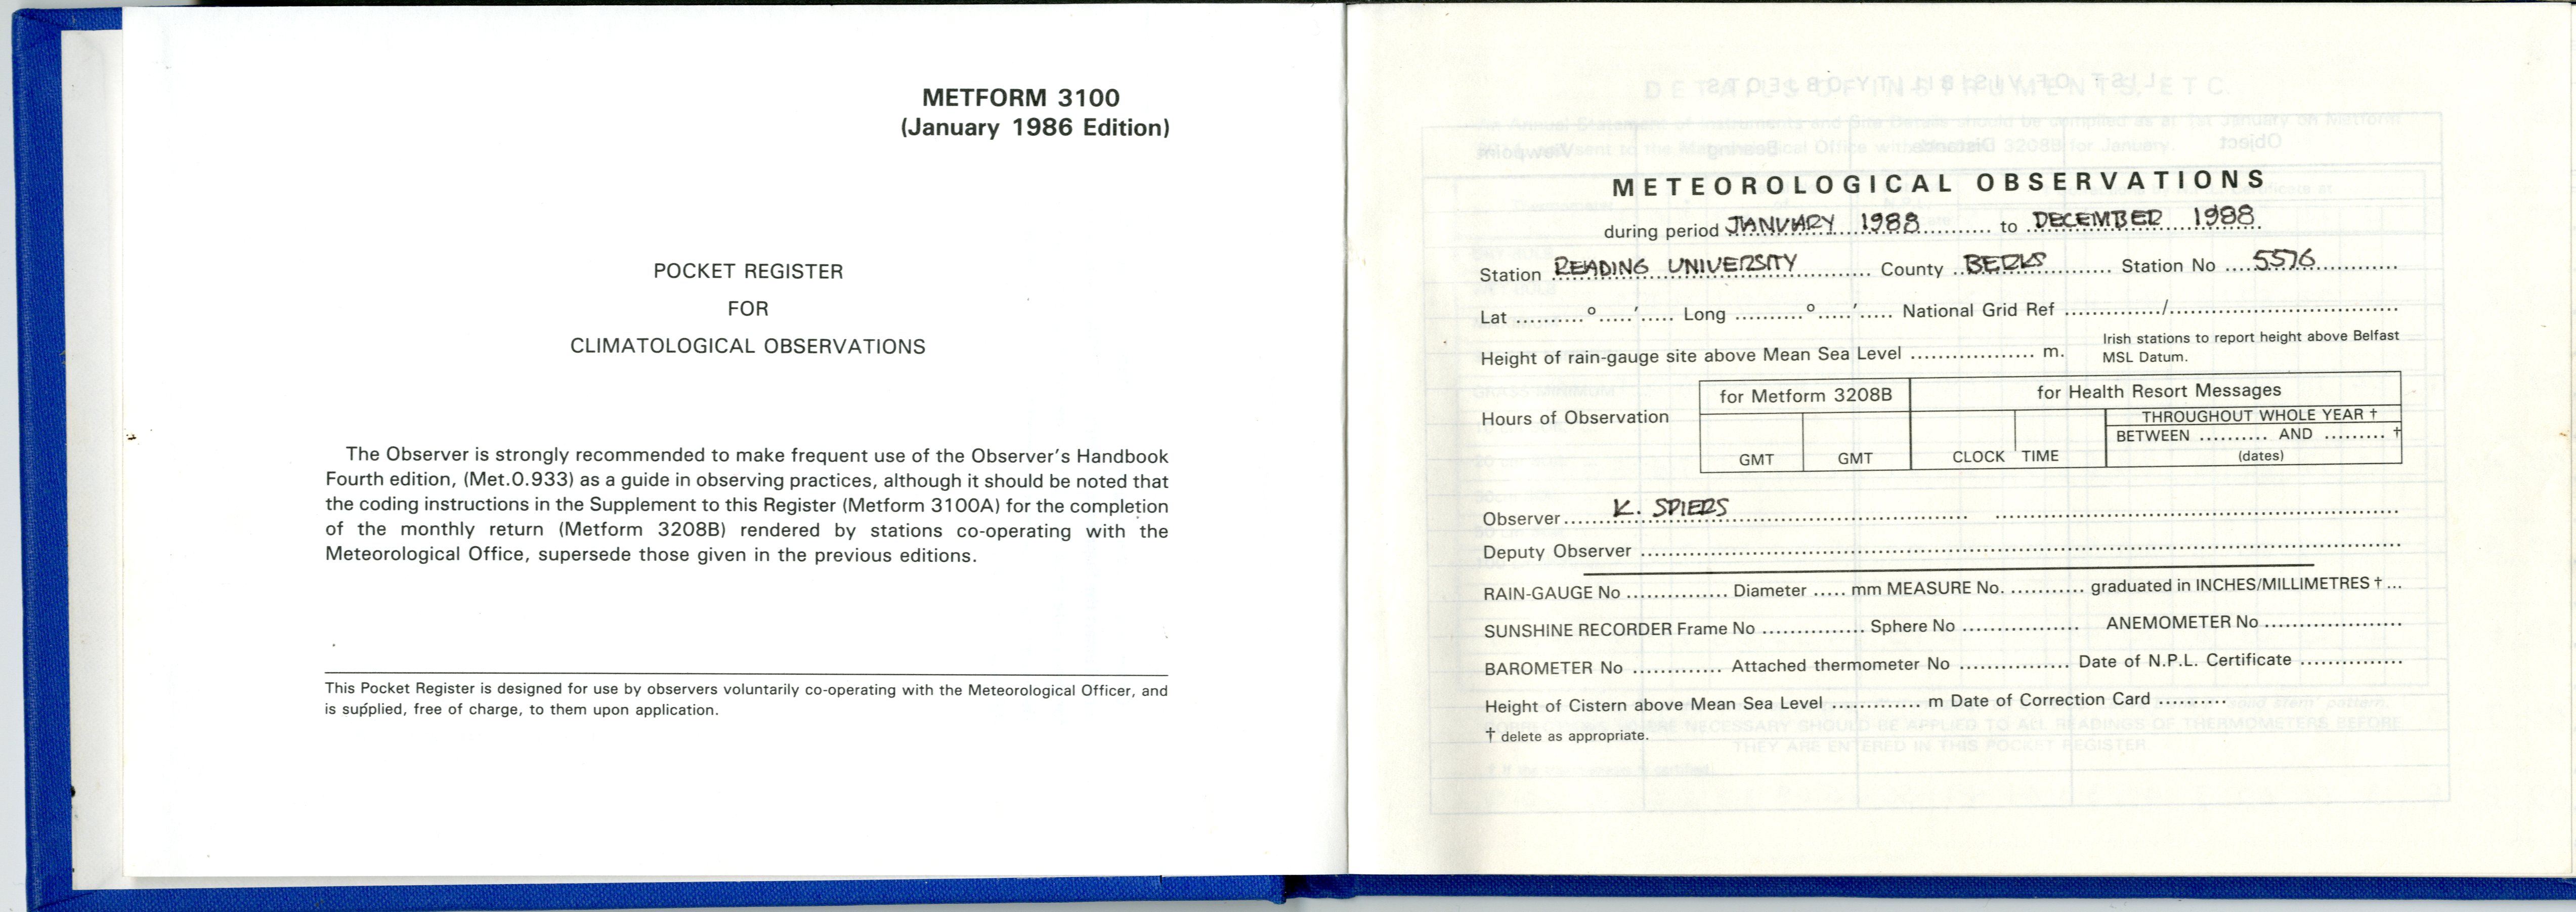 METFORM 3100
(January 1986 Edition)
POCKET REGISTER
FOR
CLIMATOLOGICAL OBSERVATIONS
The Observer is strongly recommended to make frequent use of the Observer's Handbook
Fourth edition, (Met.O.933) as a guide in observing practices, although it should be noted that
the coding instructions in the Supplement to this Register (Metform 3100A) for the completion
of the monthly return (Metform 3208B) rendered by stations co-operating with the
Meteorological Office, supersede those given in the previous editions.
This Pocket Register is designed for use by observers voluntarily co-operating with the Meteorological Officer, and
is supplied, free of charge, to them upon application.
METEOROLOGICAL OBSERVATIONS
during period JANUARY 1988 to DECEMBER 1988
Station READING UNIVERSITY County BERKS Station No 5576
Lat ..........°.....′..... Long ..........°.....′..... National Grid Ref ............/..............................
Height of rain-gauge site above Mean Sea Level .................. m. Irish stations to report height above Belfast
MSL Datum.
for Metform 3208B for Health Resort Messages
Hours of Observation
THROUGHOUT WHOLE YEAR †
BETWEEN .......... AND ......... †
GMT GMT CLOCK TIME (dates)
Observer K. SPIERS
Deputy Observer
RAIN-GAUGE No ............... Diameter ..... mm MEASURE No. ........... graduated in INCHES/MILLIMETRES † ...
SUNSHINE RECORDER Frame No ............... Sphere No ................. ANEMOMETER No ....................
BAROMETER No ............. Attached thermometer No ................ Date of N.P.L. Certificate ...............
Height of Cistern above Mean Sea Level ............. m Date of Correction Card ..........
† delete as appropriate.